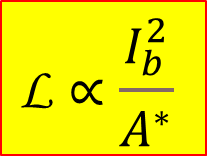 ℒ ∝ I_b^2 / A*